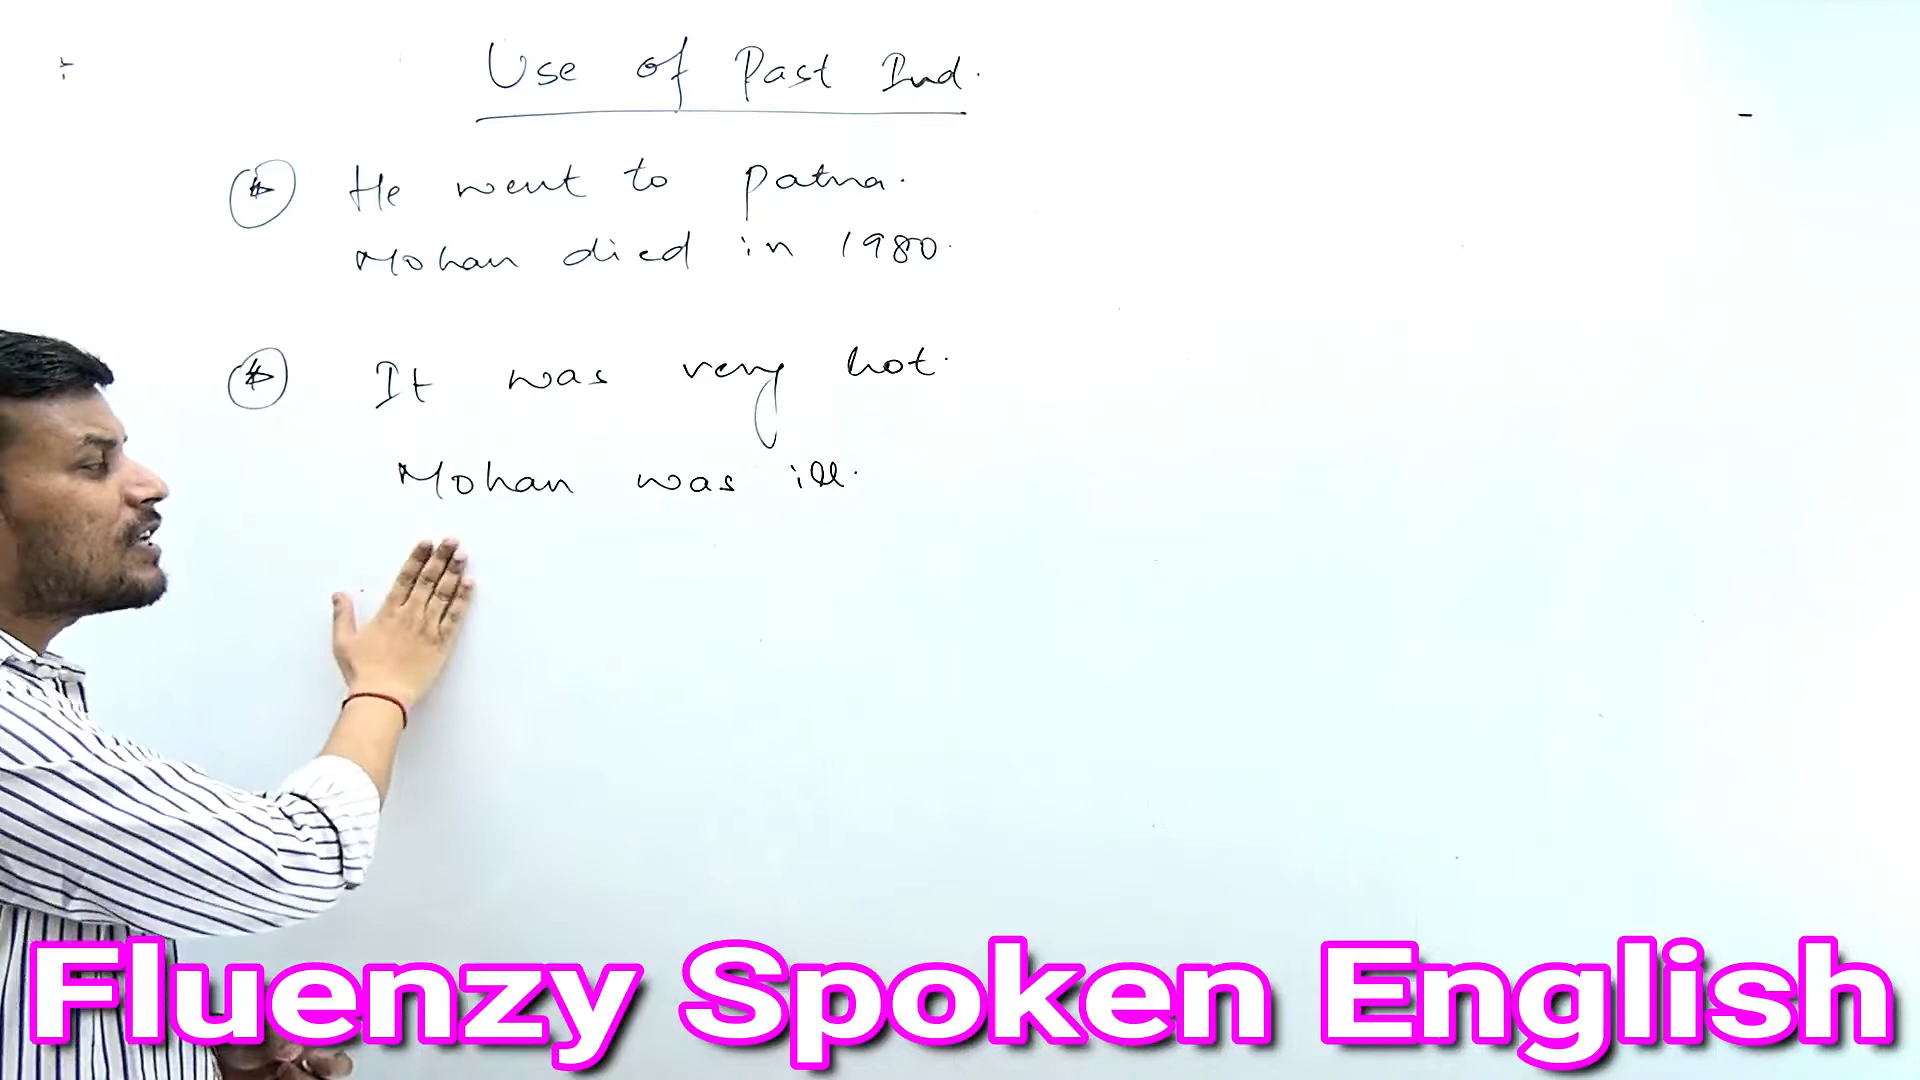 Use of Past Ind.
He went to Patna.
Mohan died in 1980.
It was very hot.
Mohan was ill.
Fluenzy Spoken English